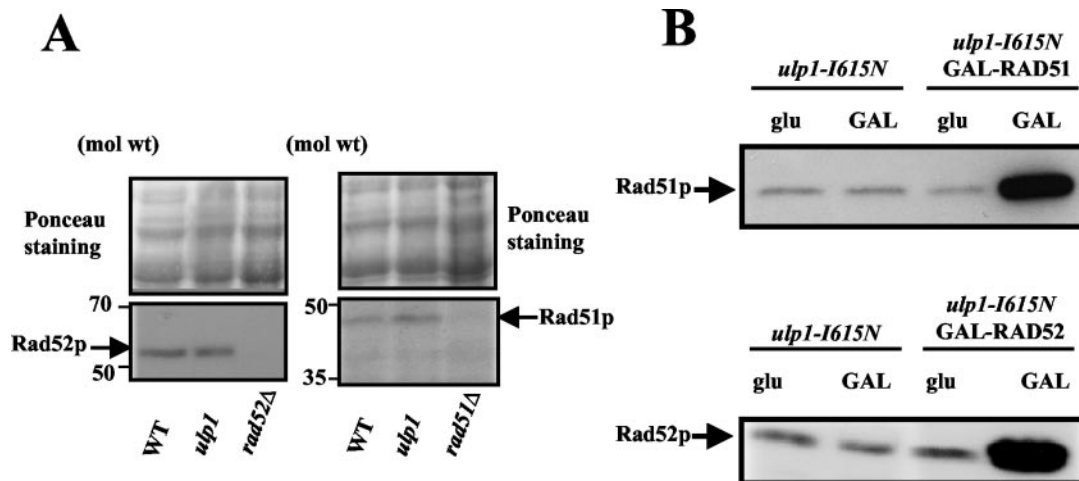 A
(mol wt)
(mol wt)
Ponceau
staining
Ponceau
staining
70
Rad52p
50
50
Rad51p
35
WT
ulp1
rad52Δ
WT
ulp1
rad51Δ
B
ulp1-I615N
ulp1-I615N
GAL-RAD51
glu
GAL
glu
GAL
Rad51p
ulp1-I615N
ulp1-I615N
GAL-RAD52
glu
GAL
glu
GAL
Rad52p